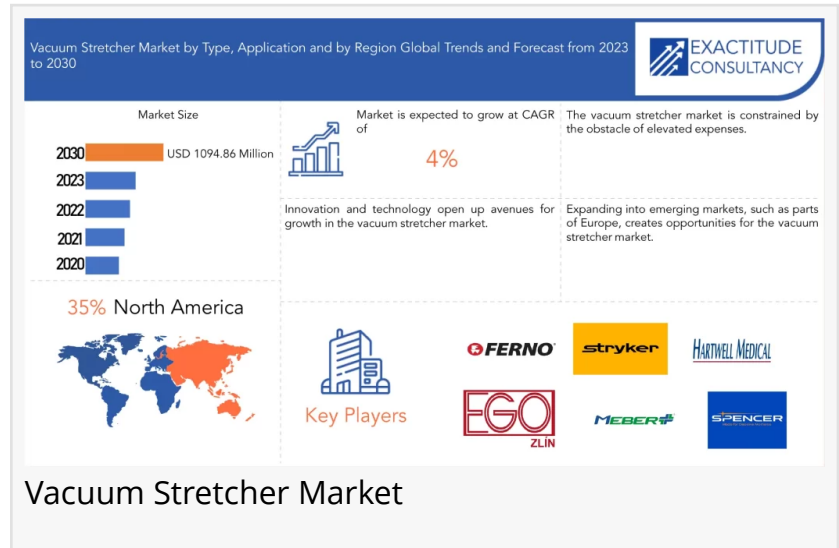 Vacuum Stretcher Market by Type, Application and by Region Global Trends and Forecast from 2023
to 2030
EXACTITUDE
CONSULTANCY
Market Size
2030
USD 1094.86 Million
2023
2022
2021
2020
Market is expected to grow at CAGR
of
4%
The vacuum stretcher market is constrained by
the obstacle of elevated expenses.
Innovation and technology open up avenues for
growth in the vacuum stretcher market.
Expanding into emerging markets, such as parts
of Europe, creates opportunities for the vacuum
stretcher market.
35% North America
Key Players
FERNO
stryker
HARTWELL MEDICAL
EGO
ZLÍN
MEBER
SPENCER
Vacuum Stretcher Market